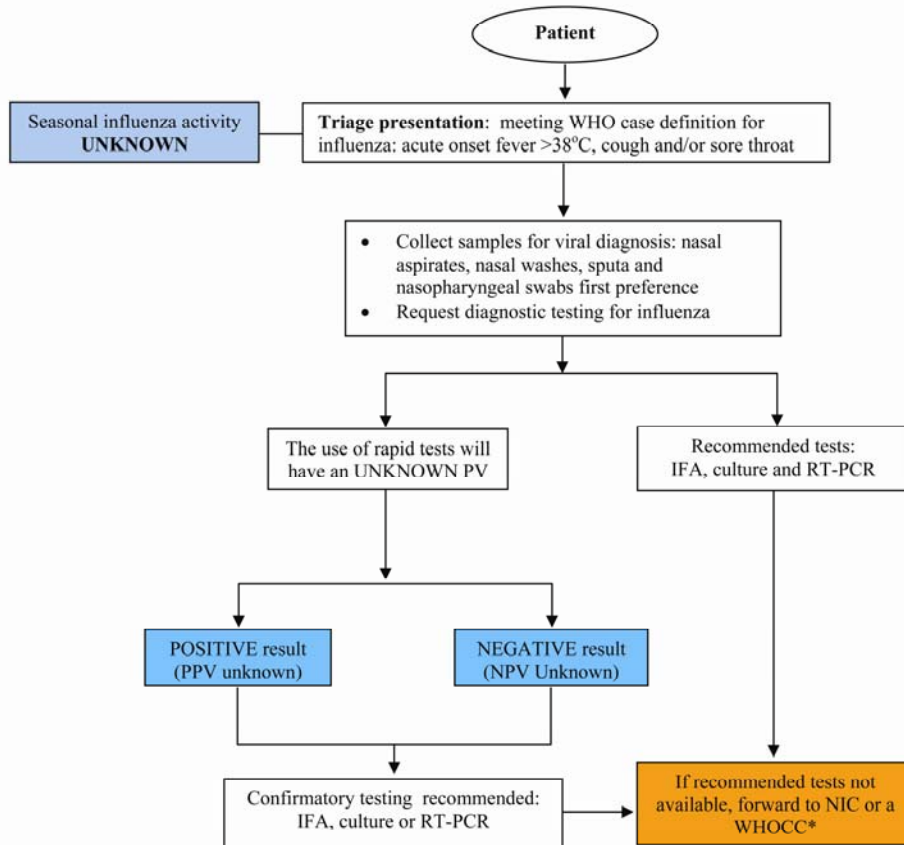 Patient
Seasonal influenza activity
UNKNOWN
Triage presentation: meeting WHO case definition for
influenza: acute onset fever >38°C, cough and/or sore throat
• Collect samples for viral diagnosis: nasal
aspirates, nasal washes, sputa and
nasopharyngeal swabs first preference
• Request diagnostic testing for influenza
The use of rapid tests will
have an UNKNOWN PV
Recommended tests:
IFA, culture and RT-PCR
POSITIVE result
(PPV unknown)
NEGATIVE result
(NPV Unknown)
Confirmatory testing recommended:
IFA, culture or RT-PCR
If recommended tests not
available, forward to NIC or a
WHOCC*